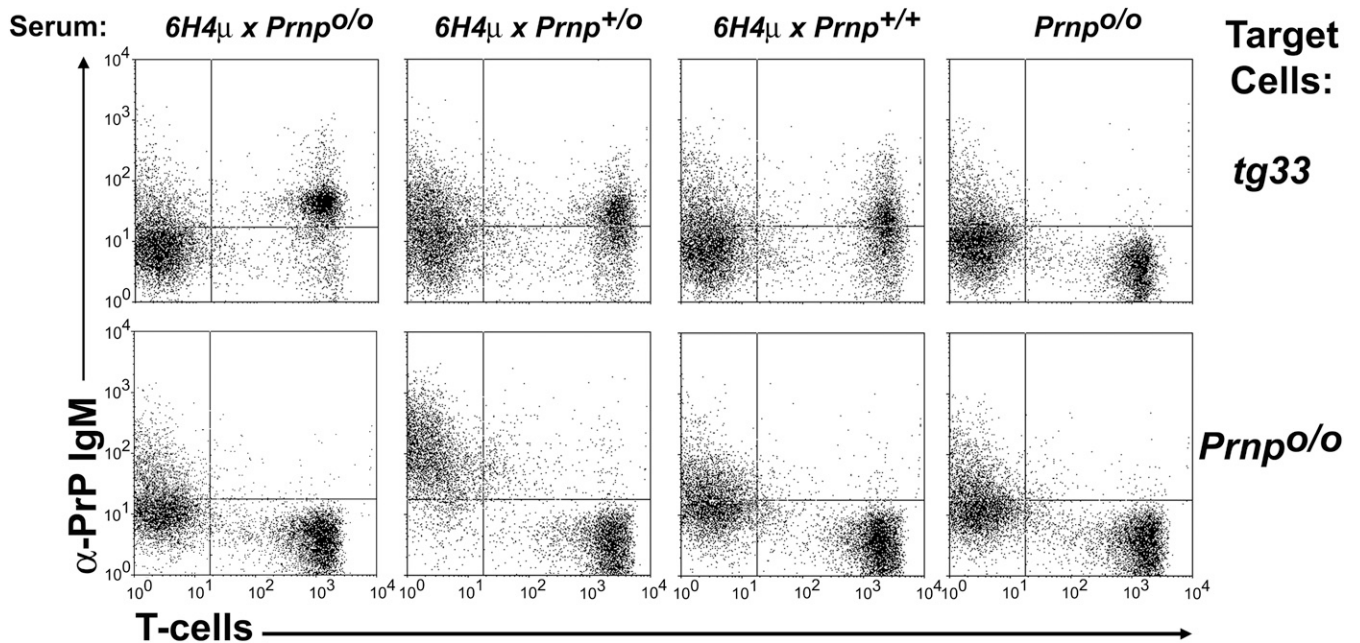 Serum: 6H4μ x Prnp^o/o 6H4μ x Prnp^+/o 6H4μ x Prnp^+/+ Prnp^o/o
Target
Cells:
tg33
Prnp^o/o
α-PrP IgM
10^4
10^3
10^2
10^1
10^0
10^4
10^3
10^2
10^1
10^0
10^0 10^1 10^2 10^3 10^4 10^0 10^1 10^2 10^3 10^4 10^0 10^1 10^2 10^3 10^4 10^0 10^1 10^2 10^3 10^4
T-cells